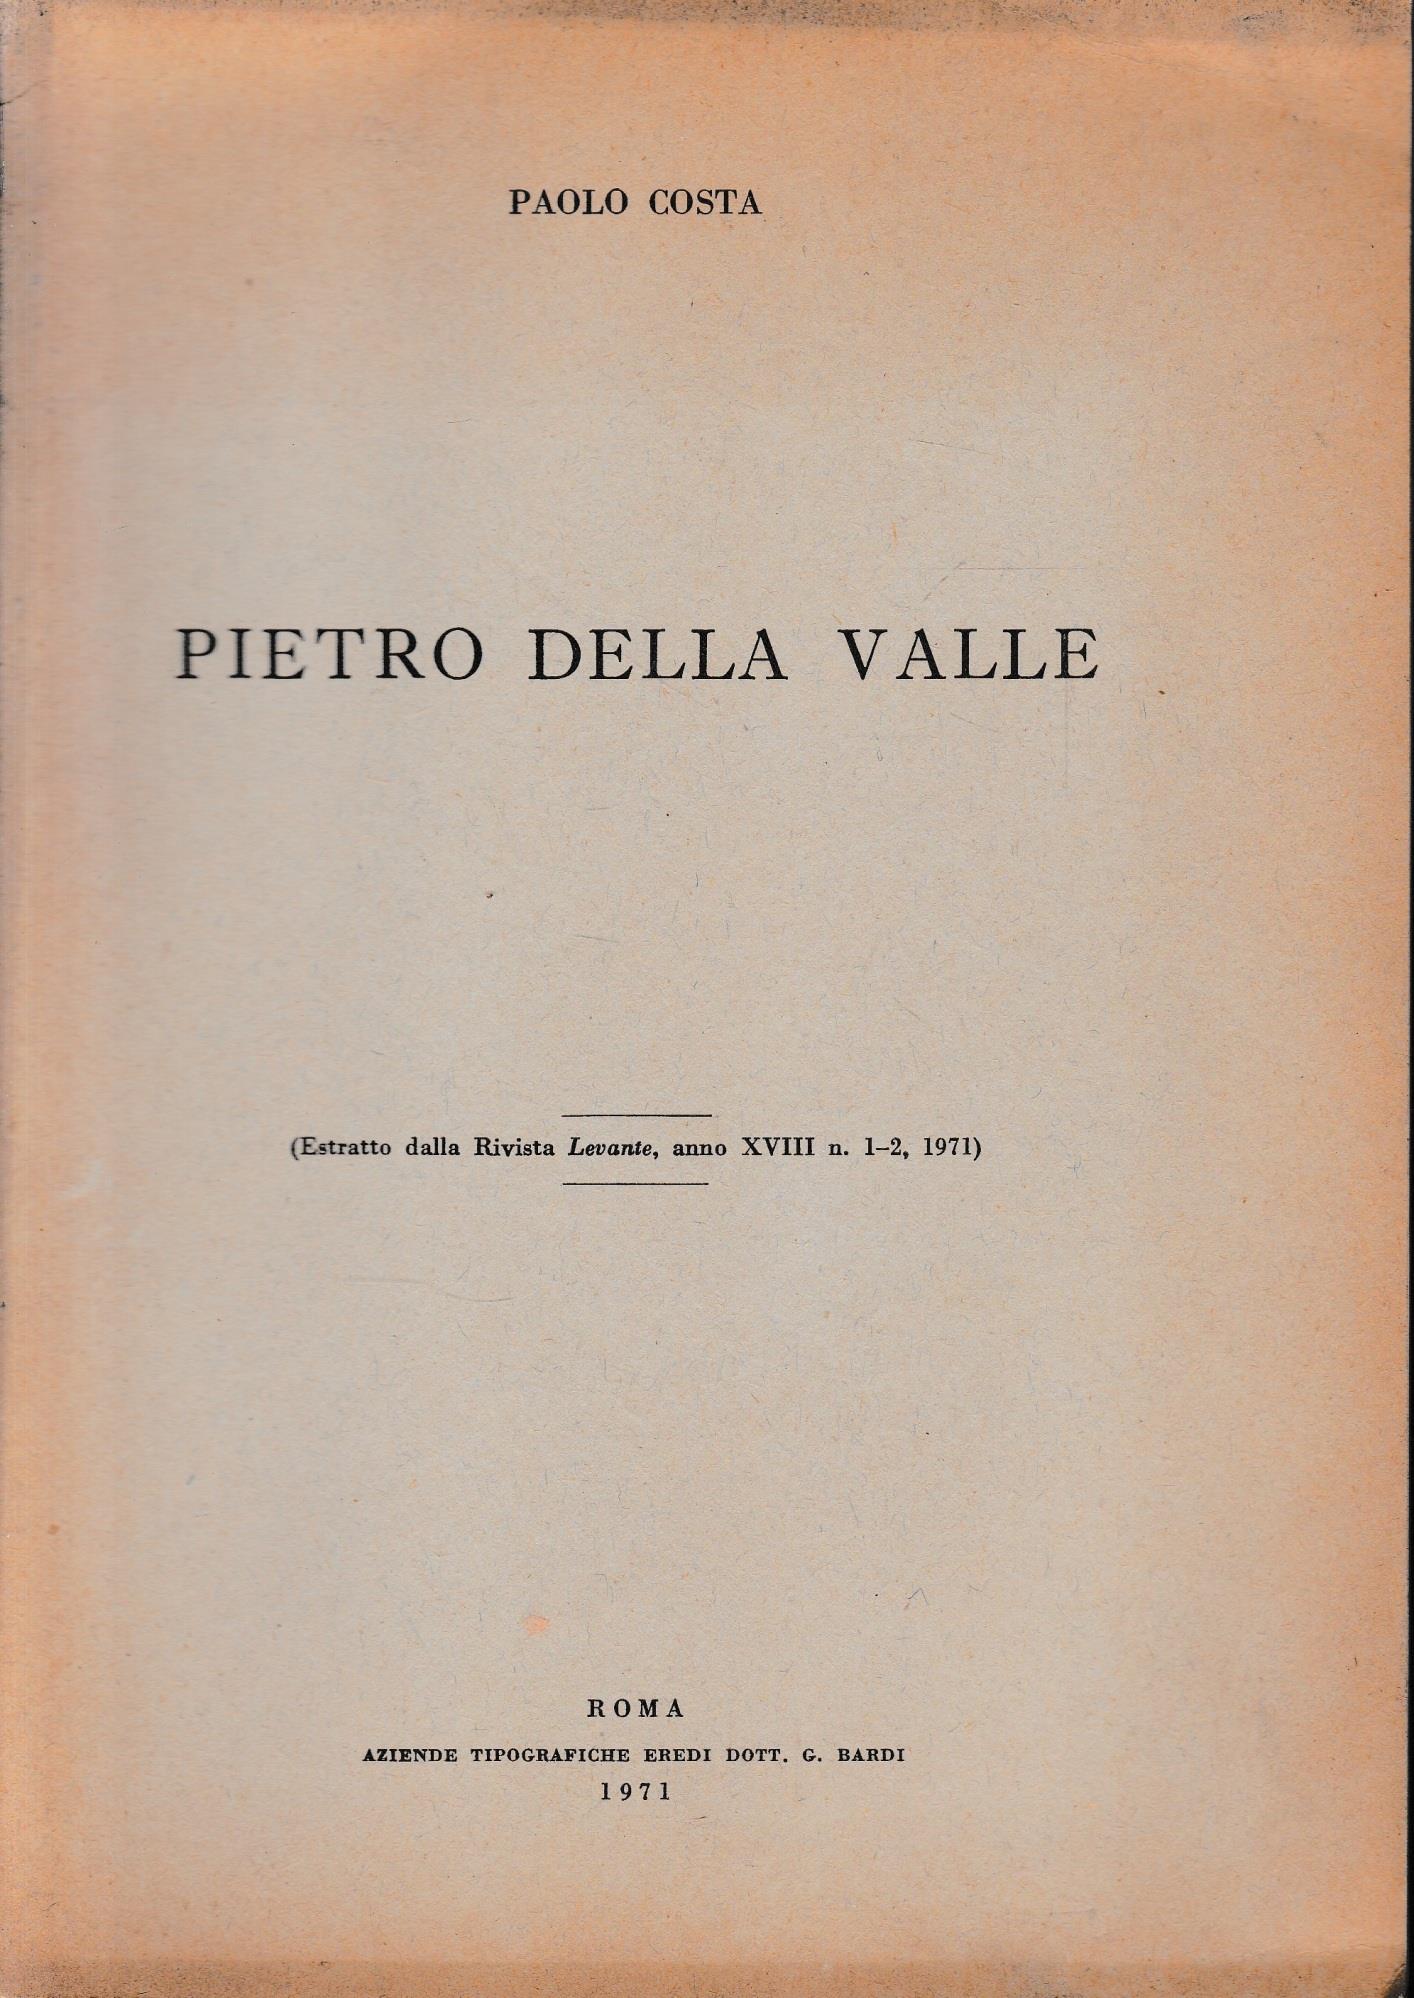 PAOLO COSTA
PIETRO DELLA VALLE
(Estratto dalla Rivista Levante, anno XVIII n. 1–2, 1971)
ROMA
AZIENDE TIPOGRAFICHE EREDI DOTT. G. BARDI
1971